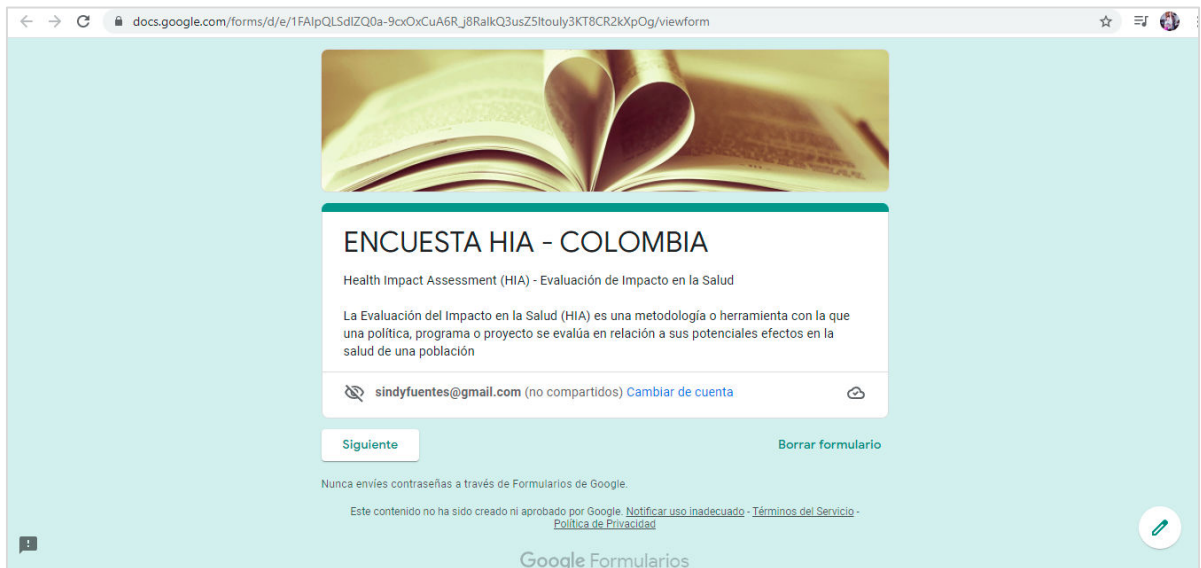 docs.google.com/forms/d/e/1FAIpQLSdIZQ0a-9cxOxCuA6R_j8RalkQ3usZ5Itouly3KT8CR2kXpOg/viewform
ENCUESTA HIA - COLOMBIA
Health Impact Assessment (HIA) - Evaluación de Impacto en la Salud
La Evaluación del Impacto en la Salud (HIA) es una metodología o herramienta con la que
una política, programa o proyecto se evalúa en relación a sus potenciales efectos en la
salud de una población
sindyfuentes@gmail.com (no compartidos) Cambiar de cuenta
Siguiente
Borrar formulario
Nunca envíes contraseñas a través de Formularios de Google.
Este contenido no ha sido creado ni aprobado por Google. Notificar uso inadecuado - Términos del Servicio -
Política de Privacidad
Google Formularios